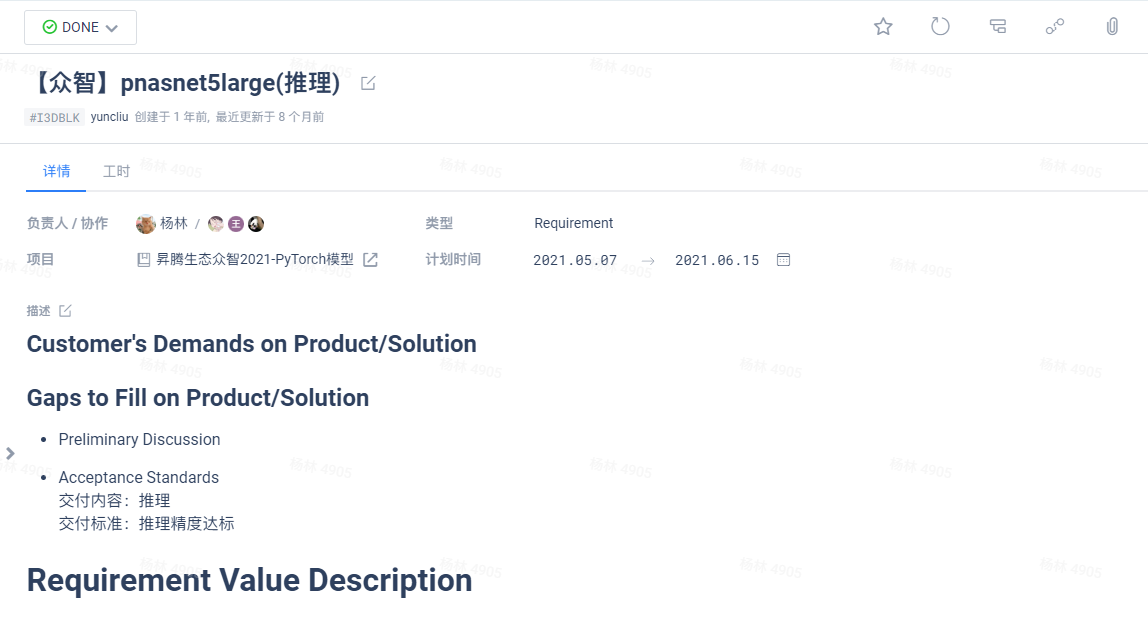 DONE
【众智】pnasnet5large(推理)
#I3DBLK yuncliu 创建于 1 年前, 最近更新于 8 个月前
详情 工时
负责人 / 协作 杨林 / 王 类型 Requirement
项目 昇腾生态众智2021-PyTorch模型 计划时间 2021.05.07 → 2021.06.15
描述
Customer's Demands on Product/Solution
Gaps to Fill on Product/Solution
• Preliminary Discussion
• Acceptance Standards
交付内容：推理
交付标准：推理精度达标
Requirement Value Description
杨林 4905